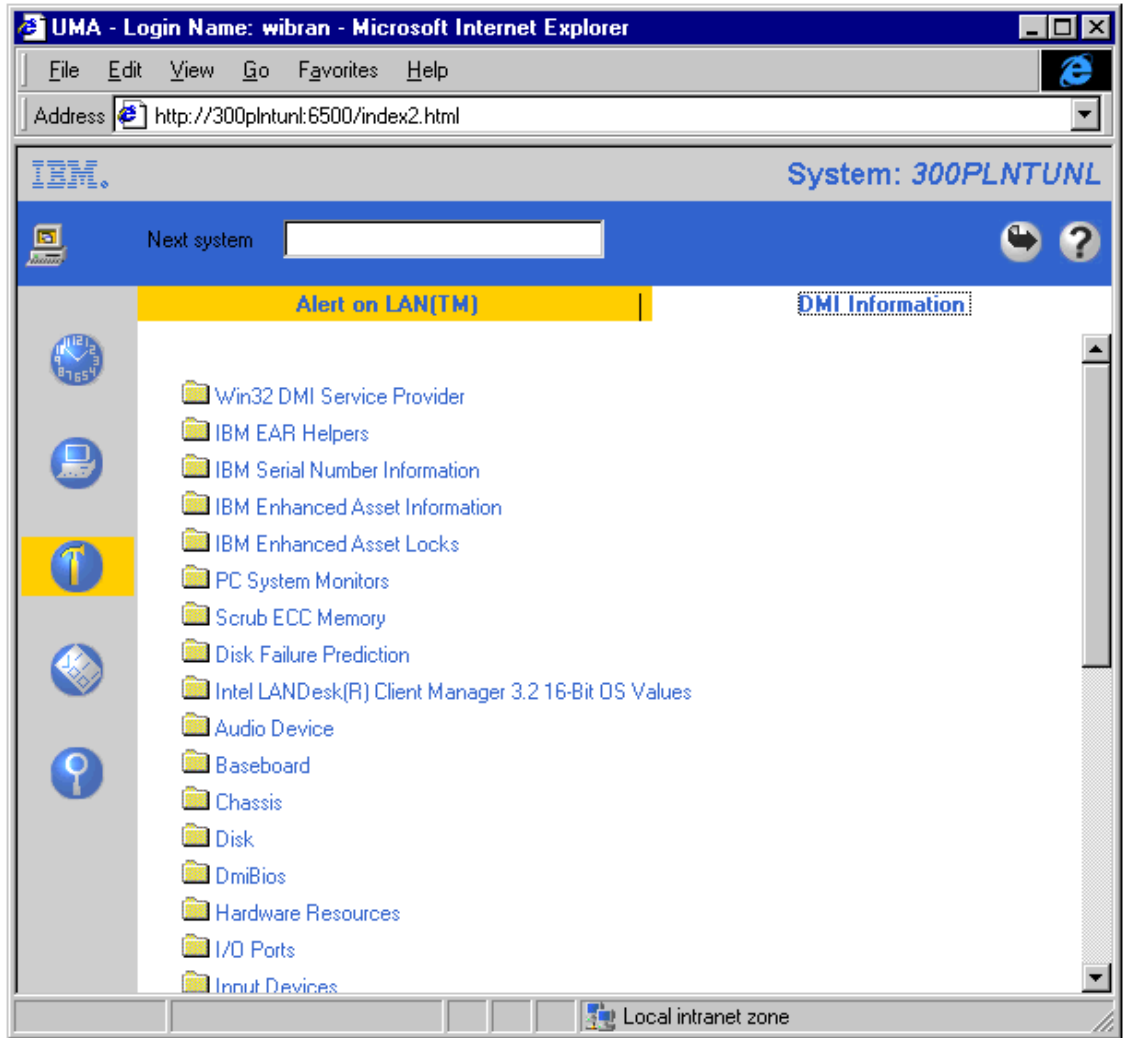 UMA - Login Name: wibran - Microsoft Internet Explorer
File Edit View Go Favorites Help
Address http://300plntunl:6500/index2.html
IBM. System: 300PLNTUNL
Next system
Alert on LAN(TM) DMI Information
Win32 DMI Service Provider
IBM EAR Helpers
IBM Serial Number Information
IBM Enhanced Asset Information
IBM Enhanced Asset Locks
PC System Monitors
Scrub ECC Memory
Disk Failure Prediction
Intel LANDesk(R) Client Manager 3.2 16-Bit OS Values
Audio Device
Baseboard
Chassis
Disk
DmiBios
Hardware Resources
I/O Ports
Input Devices
Local intranet zone